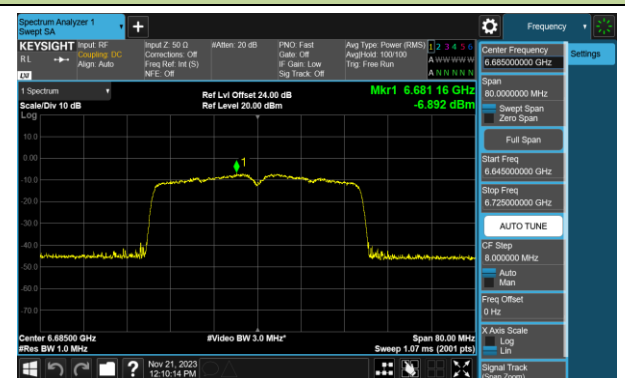 Spectrum Analyzer 1
Swept SA
+
Frequency
KEYSIGHT
RL
LXI
Input: RF
Coupling: DC
Align: Auto
Input Z: 50 Ω
Corrections: Off
Freq Ref: Int (S)
NFE: Off
#Atten: 20 dB
PNO: Fast
Gate: Off
IF Gain: Low
Sig Track: Off
Avg Type: Power (RMS)
Avg|Hold: 100/100
Trig: Free Run
1 2 3 4 5 6
A W W W W W
A N N N N N
1 Spectrum
Scale/Div 10 dB
Log
Ref Lvl Offset 24.00 dB
Ref Level 20.00 dBm
Mkr1 6.681 16 GHz
-6.892 dBm
1
10.0
0.00
-10.0
-20.0
-30.0
-40.0
-50.0
-60.0
-70.0
Center 6.68500 GHz
#Res BW 1.0 MHz
#Video BW 3.0 MHz*
Span 80.00 MHz
Sweep 1.07 ms (2001 pts)
?
Nov 21, 2023
12:10:14 PM
Center Frequency
6.685000000 GHz
Span
80.0000000 MHz
Swept Span
Zero Span
Full Span
Start Freq
6.645000000 GHz
Stop Freq
6.725000000 GHz
AUTO TUNE
CF Step
8.000000 MHz
Auto
Man
Freq Offset
0 Hz
X Axis Scale
Log
Lin
Signal Track
(Span Zoom)
Settings